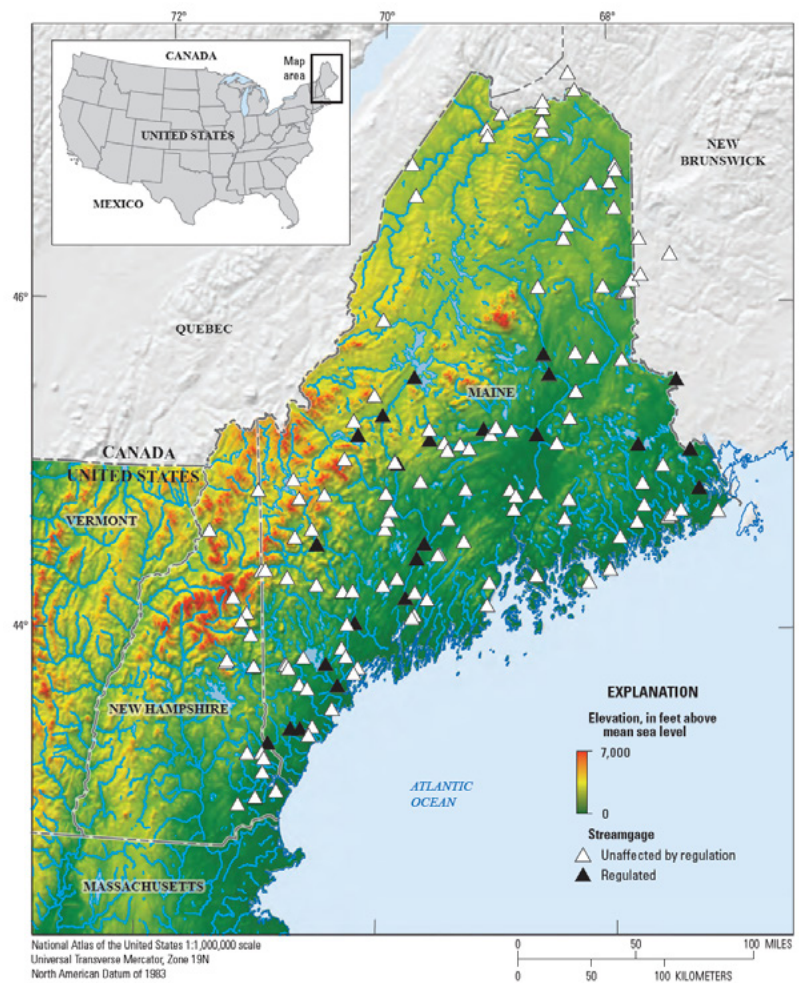 72°
70°
68°
CANADA
Map
area
UNITED STATES
MEXICO
NEW
BRUNSWICK
46°
QUEBEC
MAINE
CANADA
UNITED STATES
VERMONT
44°
NEW HAMPSHIRE
ATLANTIC
OCEAN
MASSACHUSETTS
EXPLANATION
Elevation, in feet above
mean sea level
7,000
0
Streamgage
Unaffected by regulation
Regulated
National Atlas of the United States 1:1,000,000 scale
Universal Transverse Mercator, Zone 19N
North American Datum of 1983
0 50 100 MILES
0 50 100 KILOMETERS